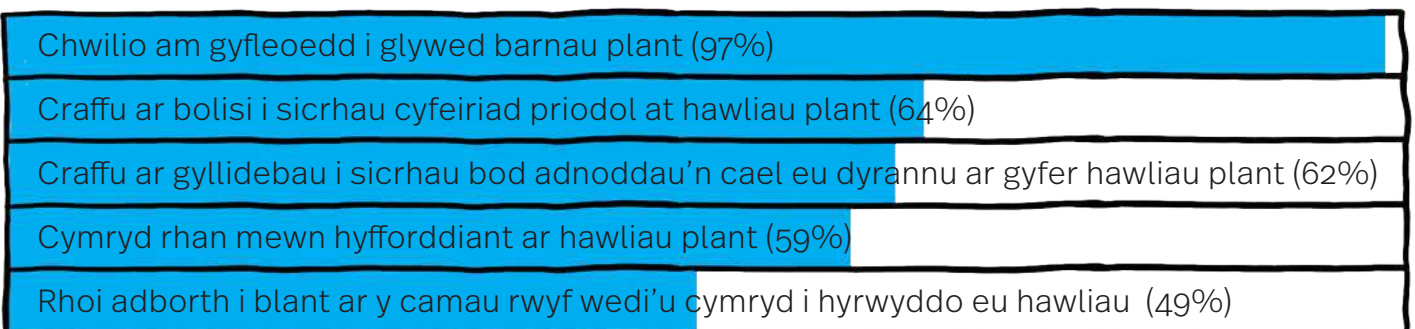 Chwilio am gyfleoedd i glywed barnau plant (97%)
Craffu ar bolisi i sicrhau cyfeiriad priodol at hawliau plant (64%)
Craffu ar gyllidebau i sicrhau bod adnoddau’n cael eu dyrannu ar gyfer hawliau plant (62%)
Cymryd rhan mewn hyfforddiant ar hawliau plant (59%)
Rhoi adborth i blant ar y camau rwyf wedi’u cymryd i hyrwyddo eu hawliau (49%)